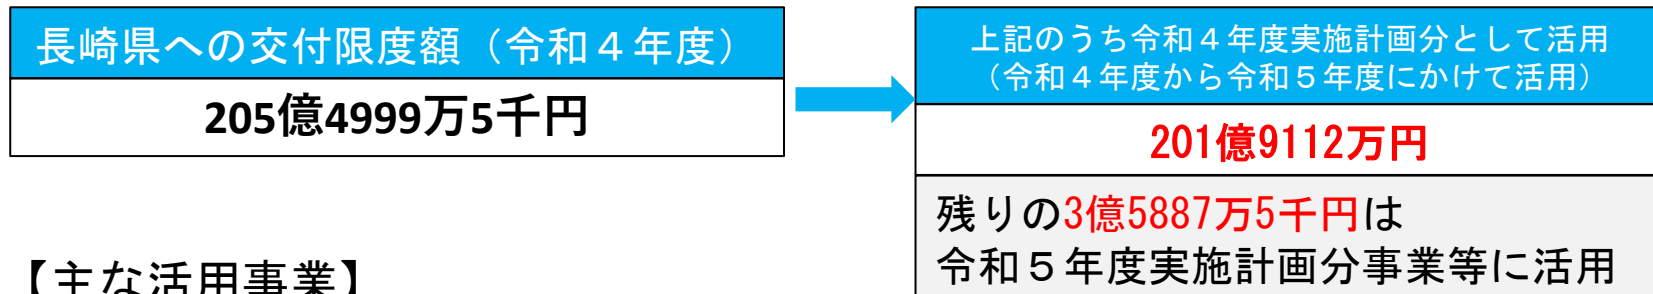 長崎県への交付限度額（令和４年度）
205億4999万5千円
上記のうち令和４年度実施計画分として活用
（令和４年度から令和５年度にかけて活用）
201億9112万円
残りの3億5887万5千円は
令和５年度実施計画分事業等に活用
【主な活用事業】